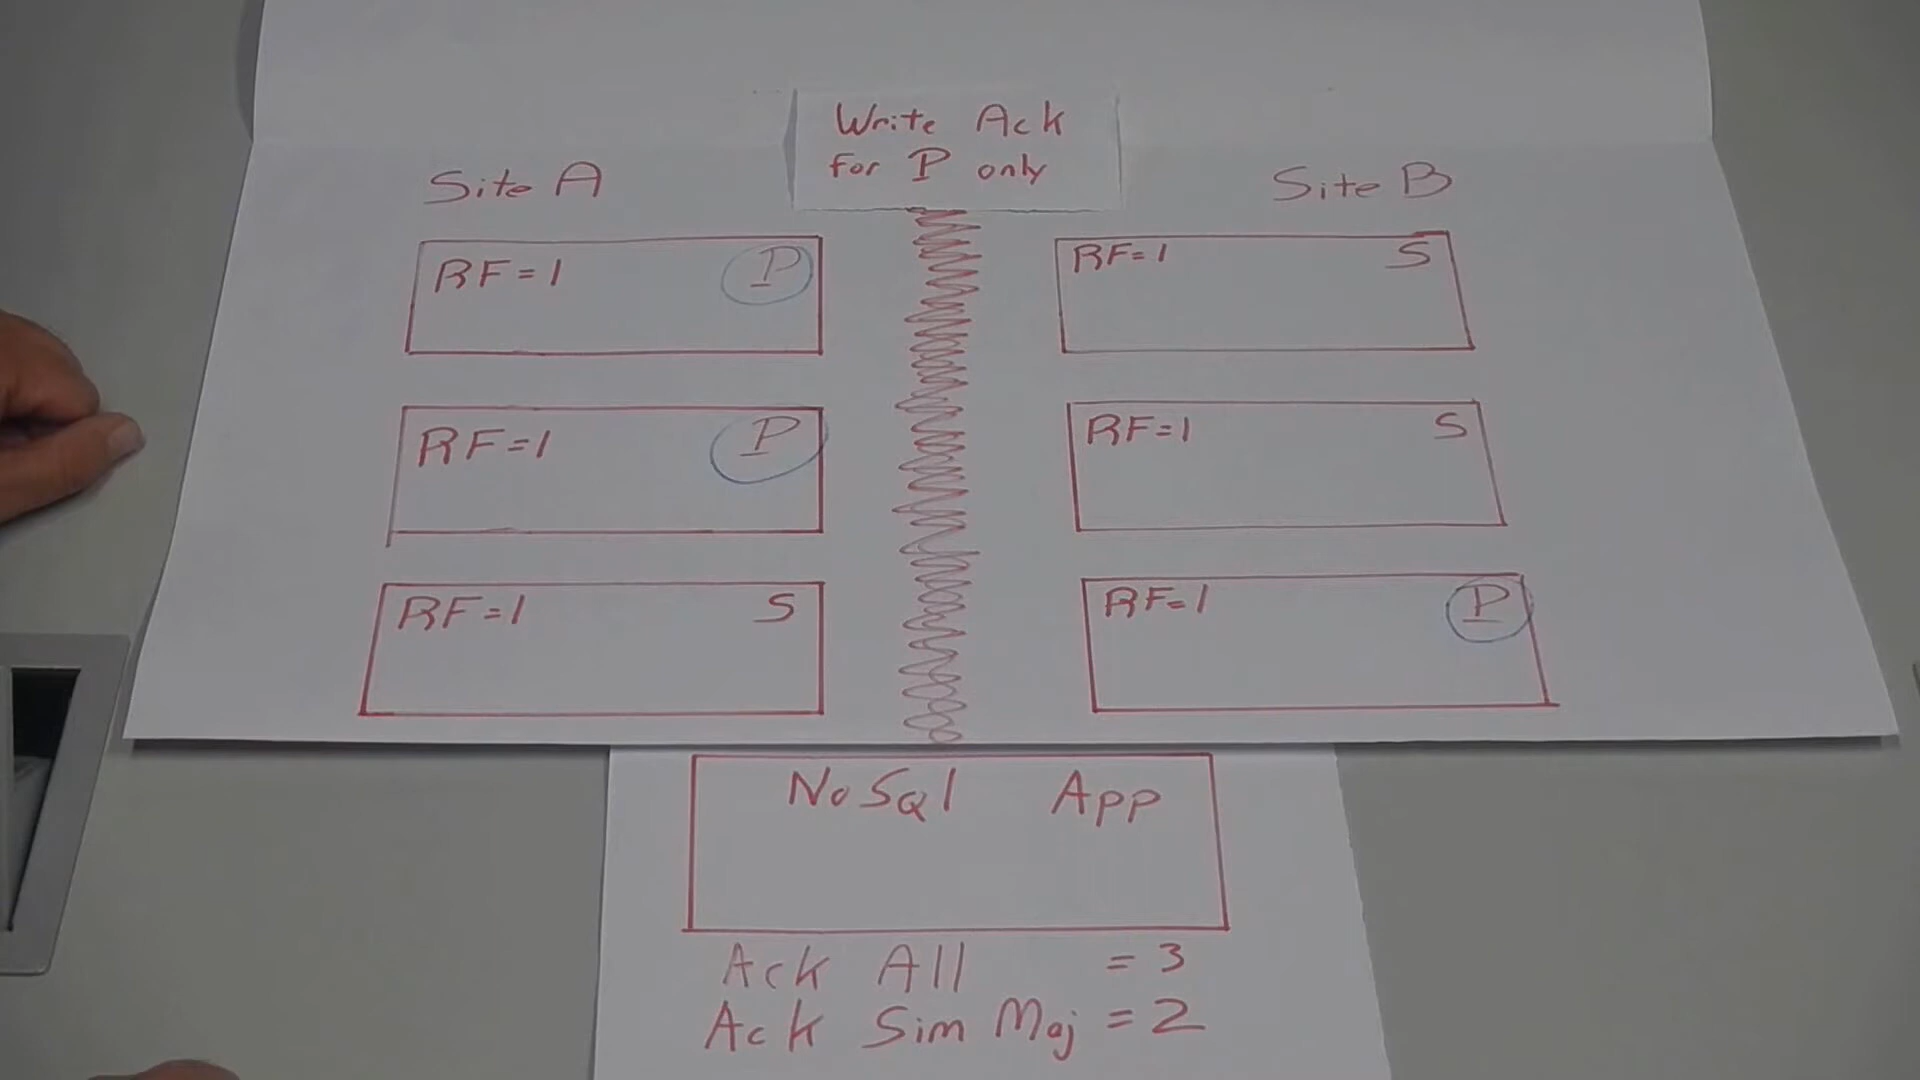 Write Ack
for P only
Site A
Site B
RF=1 P
RF=1 S
RF=1 P
RF=1 S
RF=1 S
RF=1 P
NoSql App
Ack All = 3
Ack Sim Maj = 2